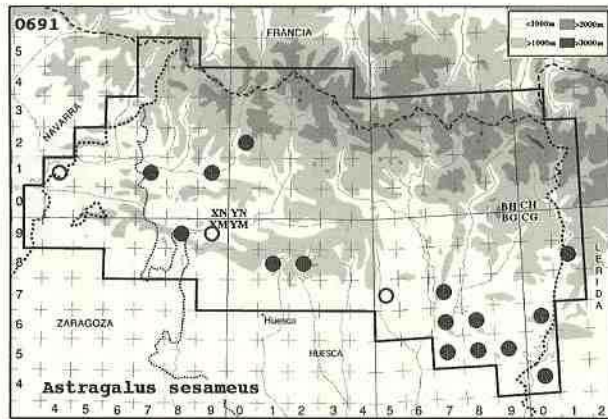 0691
FRANCIA
<1000m >2000m
>1000m >3000m
NAVARRA
5
4
3
2
1
0
9
8
7
6
5
4
XN YN
XM YM
BH CH
BG CG
LERIDA
ZARAGOZA
Huesca
HUESCA
Astragalus sesameus
4 5 6 7 8 9 0 1 2 3 4 5 6 7 8 9 0 1 2